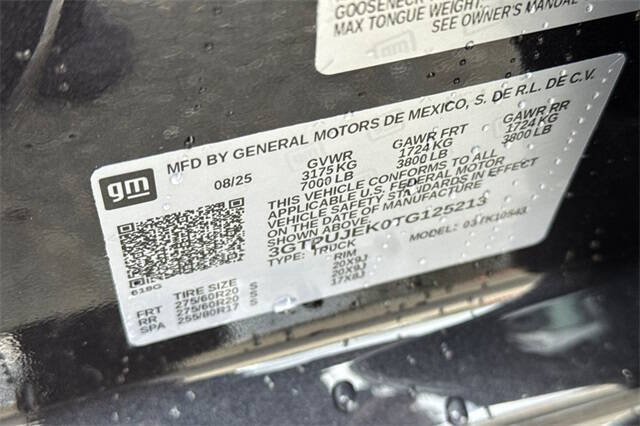 GOOSENECK
MAX TONGUE WEIGHT.
SEE OWNER'S MANUAL
gm
MFD BY GENERAL MOTORS DE MEXICO, S. DE R.L. DE C.V.
08/25
GVWR GAWR FRT GAWR RR
3175 KG 1724 KG 1724 KG
7000 LB 3800 LB 3800 LB
THIS VEHICLE CONFORMS TO ALL
APPLICABLE U.S. FEDERAL MOTOR
VEHICLE SAFETY STANDARDS IN EFFECT
ON THE DATE OF MANUFACTURE
SHOWN ABOVE.
3GTPUJEK0TG125213
TYPE: TRUCK MODEL:
618G
TIRE SIZE RIM
FRT 275/60R20 S 20X9J
RR 275/60R20 S 20X9J
SPA 255/80R17 S 17X8J